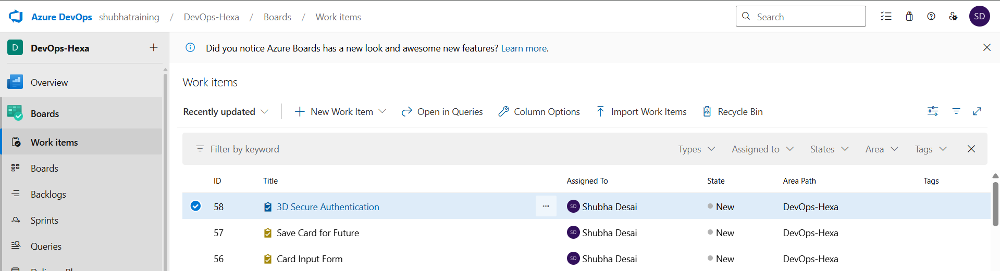 Azure DevOps shubhatraining / DevOps-Hexa / Boards / Work items Search SD
D DevOps-Hexa +
Did you notice Azure Boards has a new look and awesome new features? Learn more.
Overview
Work items
Boards
Recently updated New Work Item Open in Queries Column Options Import Work Items Recycle Bin
Work items
Filter by keyword Types Assigned to States Area Tags
Boards
ID Title Assigned To State Area Path Tags
Backlogs
58 3D Secure Authentication ... SD Shubha Desai New DevOps-Hexa
Sprints
57 Save Card for Future SD Shubha Desai New DevOps-Hexa
Queries
56 Card Input Form SD Shubha Desai New DevOps-Hexa